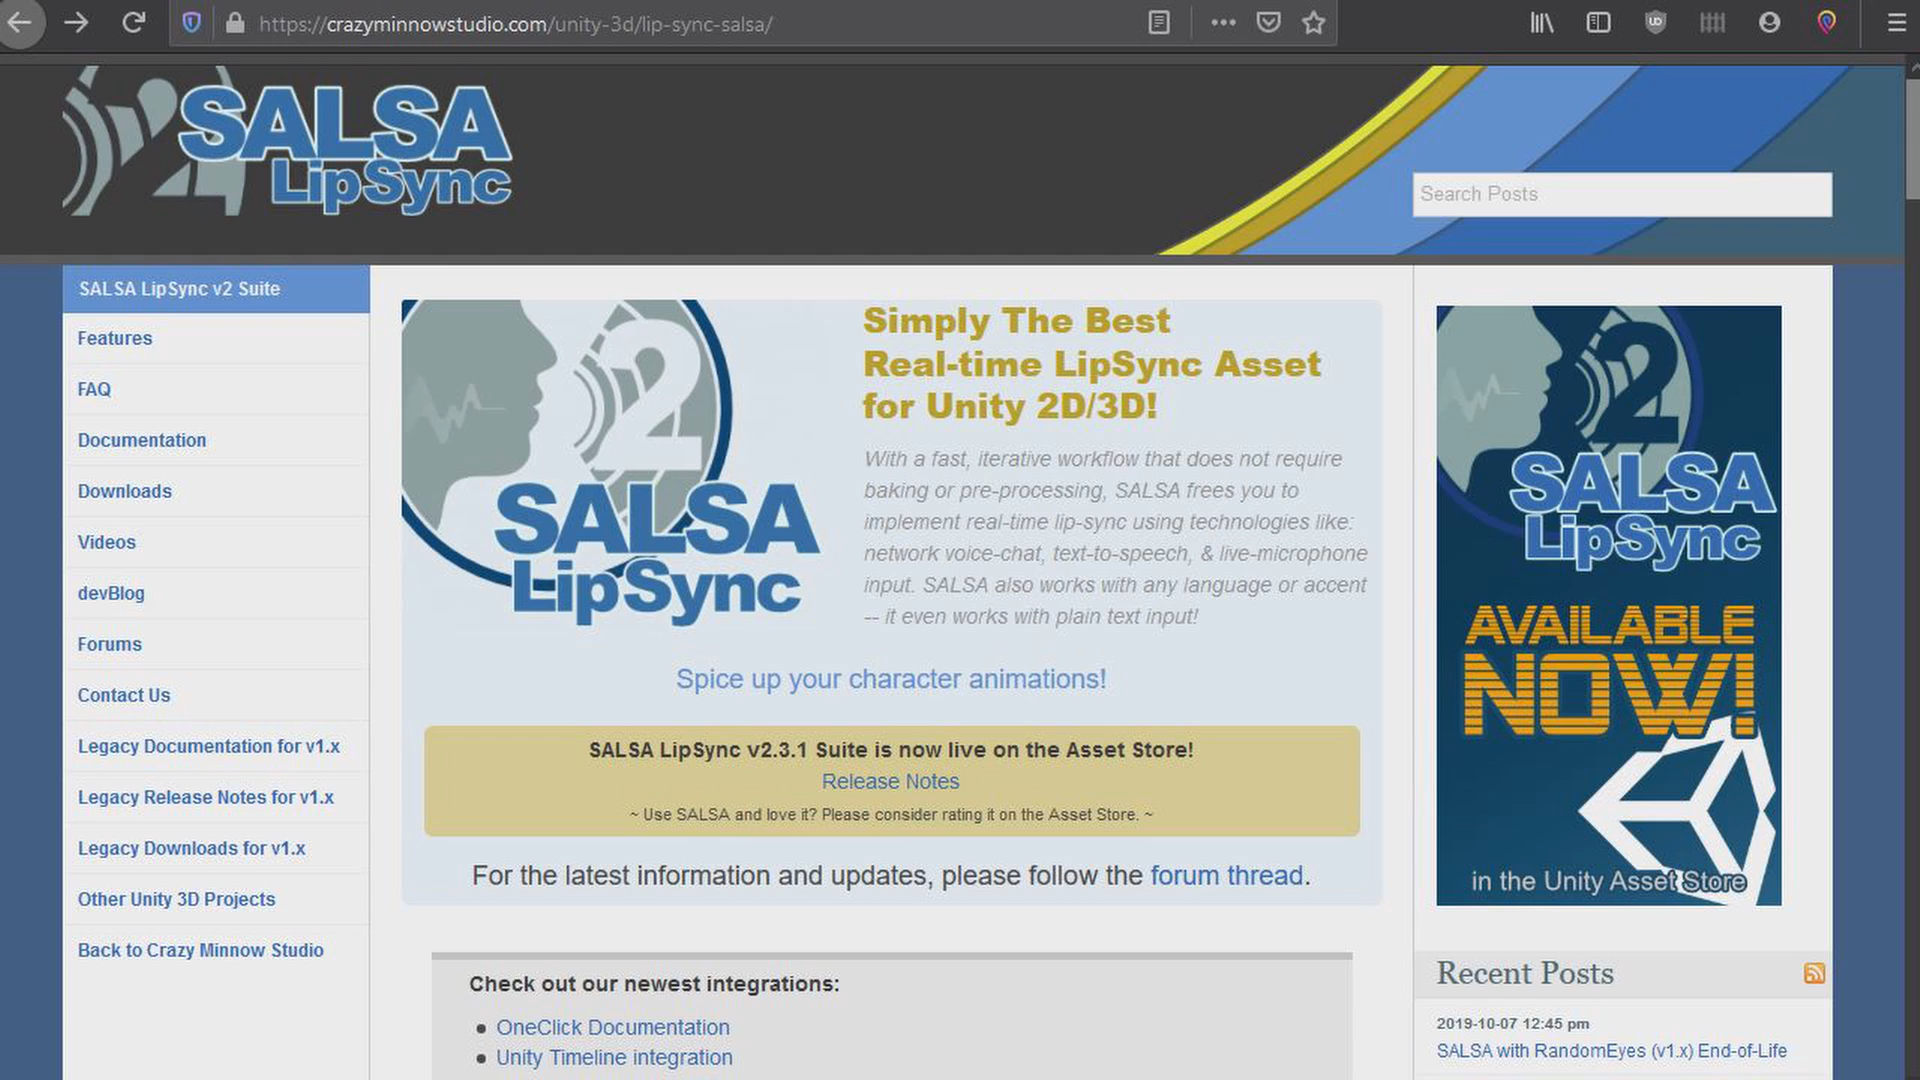 https://crazyminnowstudio.com/unity-3d/lip-sync-salsa/
2
SALSA
LipSync
Search Posts
SALSA LipSync v2 Suite
Features
FAQ
Documentation
Downloads
Videos
devBlog
Forums
Contact Us
Legacy Documentation for v1.x
Legacy Release Notes for v1.x
Legacy Downloads for v1.x
Other Unity 3D Projects
Back to Crazy Minnow Studio
2
SALSA
LipSync
Simply The Best
Real-time LipSync Asset
for Unity 2D/3D!
With a fast, iterative workflow that does not require
baking or pre-processing, SALSA frees you to
implement real-time lip-sync using technologies like:
network voice-chat, text-to-speech, & live-microphone
input. SALSA also works with any language or accent
-- it even works with plain text input!
Spice up your character animations!
SALSA LipSync v2.3.1 Suite is now live on the Asset Store!
Release Notes
~ Use SALSA and love it? Please consider rating it on the Asset Store. ~
For the latest information and updates, please follow the forum thread.
Check out our newest integrations:
• OneClick Documentation
• Unity Timeline integration
2
SALSA
LipSync
AVAILABLE
NOW!
in the Unity Asset Store
Recent Posts
2019-10-07 12:45 pm
SALSA with RandomEyes (v1.x) End-of-Life